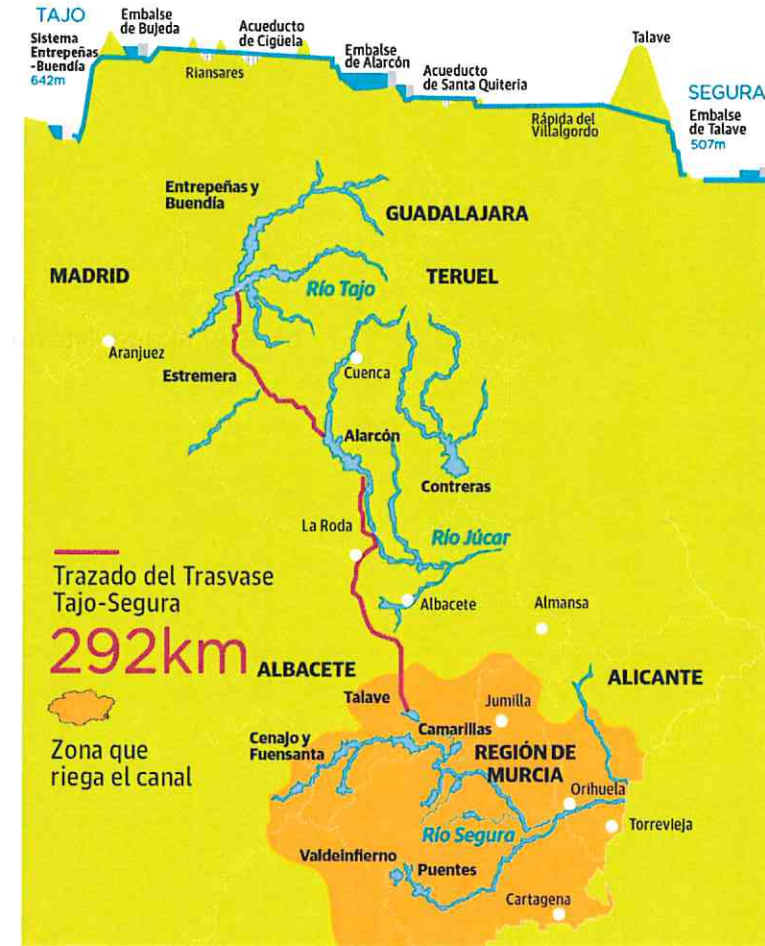 TAJO
Sistema
Entrepeñas
-Buendía
642m
Embalse
de Bujeda
Riansares
Acueducto
de Cigüela
Embalse
de Alarcón
Acueducto
de Santa Quiteria
Rápida del
Villalgordo
Talave
SEGURA
Embalse
de Talave
507m
Entrepeñas y
Buendía
GUADALAJARA
MADRID
Río Tajo
TERUEL
Aranjuez
Estremera
Cuenca
Alarcón
Contreras
La Roda
Río Júcar
Trazado del Trasvase
Tajo-Segura
292km
Albacete
Almansa
ALBACETE
ALICANTE
Talave
Jumilla
Zona que
riega el canal
Camarillas
Cenajo y
Fuensanta
REGIÓN DE
MURCIA
Orihuela
Río Segura
Torrevieja
Valdeinfierno
Puentes
Cartagena